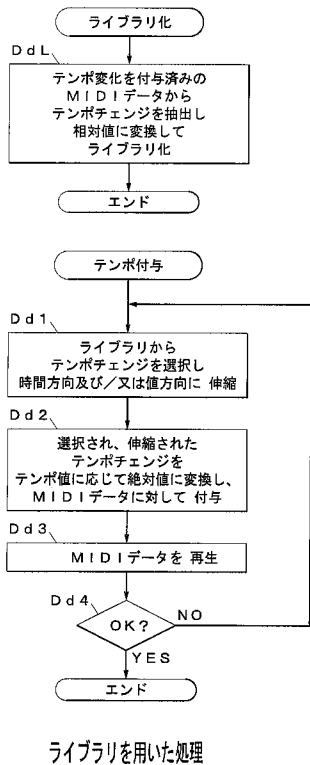 ライブラリ化
DdL
テンポ変化を付与済みの
MIDIデータから
テンポチェンジを抽出し
相対値に変換して
ライブラリ化
エンド
テンポ付与
Dd1
ライブラリから
テンポチェンジを選択し
時間方向及び/又は値方向に 伸縮
Dd2
選択され、伸縮された
テンポチェンジを
テンポ値に応じて絶対値に変換し、
MIDIデータに対して 付与
Dd3
MIDIデータを 再生
Dd4
OK?
NO
YES
エンド
ライブラリを用いた処理